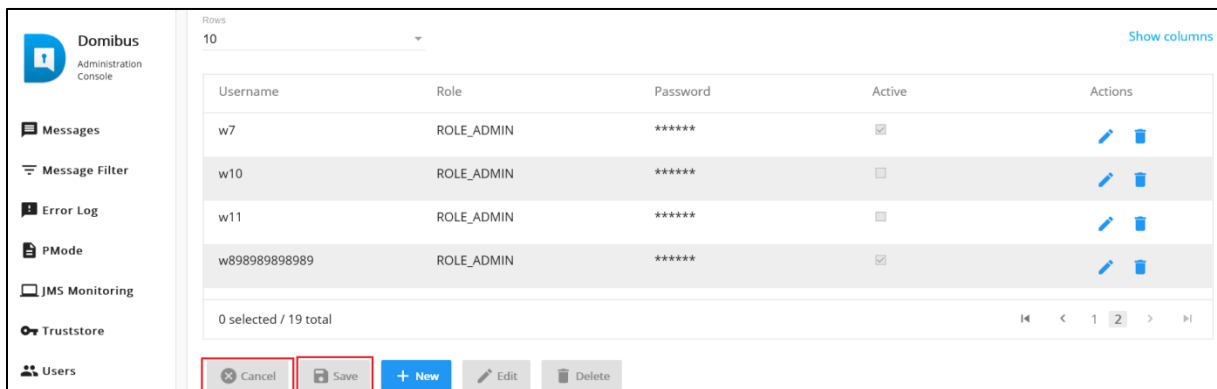 Domibus
Administration
Console
Messages
Message Filter
Error Log
PMode
JMS Monitoring
Truststore
Users
Rows
10
Show columns
Username Role Password Active Actions
w7 ROLE_ADMIN ******
w10 ROLE_ADMIN ******
w11 ROLE_ADMIN ******
w898989898989 ROLE_ADMIN ******
0 selected / 19 total 1 2
Cancel Save + New Edit Delete